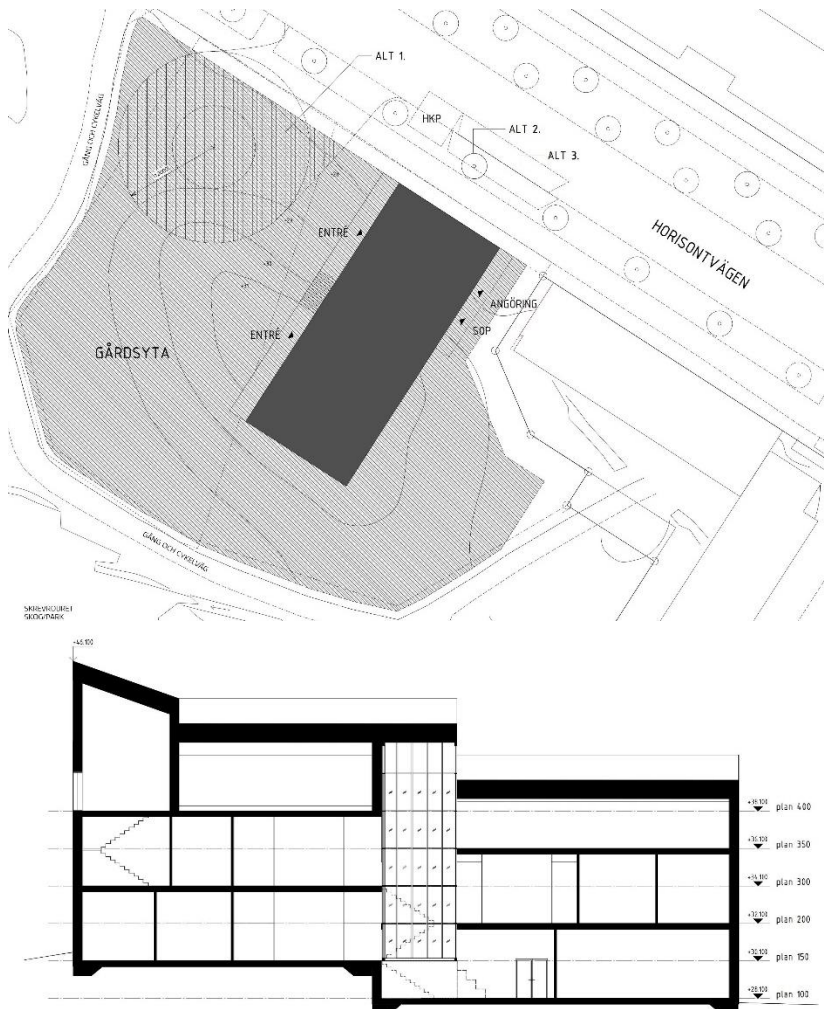 ALT 1.
HKP
ALT 2.
ALT 3.
GÅNG OCH CYKELVÄG
HORISONTVÄGEN
ENTRÉ
ANGÖRING
SOP
ENTRÉ
GÅRDSYTA
+31
GÅNG OCH CYKELVÄG
SKREVROURET
SKOG/PARK
+46.100
+38.100 plan 400
+36.100 plan 350
+34.100 plan 300
+32.100 plan 200
+30.100 plan 150
+28.100 plan 100